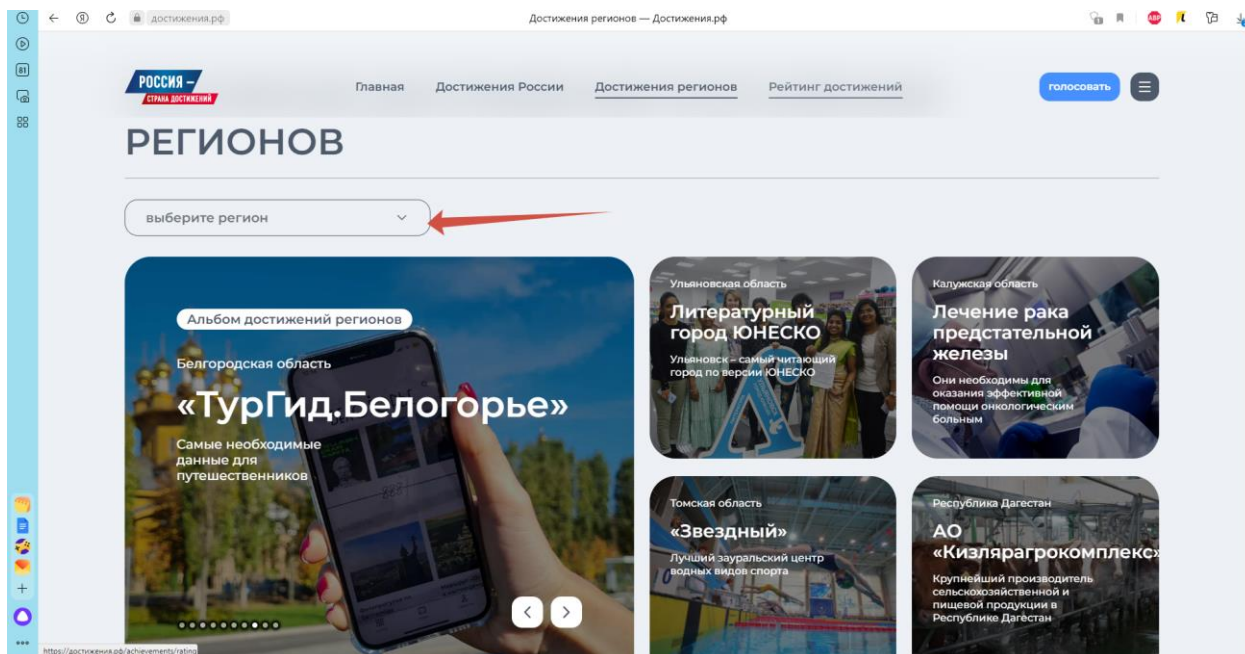 достижения.рф
Достижения регионов — Достижения.рф
ABP
81
РОССИЯ –
СТРАНА ДОСТИЖЕНИЙ
Главная
Достижения России
Достижения регионов
Рейтинг достижений
голосовать
РЕГИОНОВ
выберите регион
Альбом достижений регионов
Белгородская область
«ТурГид.Белогорье»
Самые необходимые
данные для
путешественников
Ульяновская область
Литературный
город ЮНЕСКО
Ульяновск – самый читающий
город по версии ЮНЕСКО
Калужская область
Лечение рака
предстательной
железы
Они необходимы для
оказания эффективной
помощи онкологическим
больным
Томская область
«Звездный»
Лучший зауральский центр
водных видов спорта
Республика Дагестан
АО
«Кизлярагрокомплекс»
Крупнейший производитель
сельскохозяйственной и
пищевой продукции в
Республике Дагестан
https://достижения.рф/achievements/rating